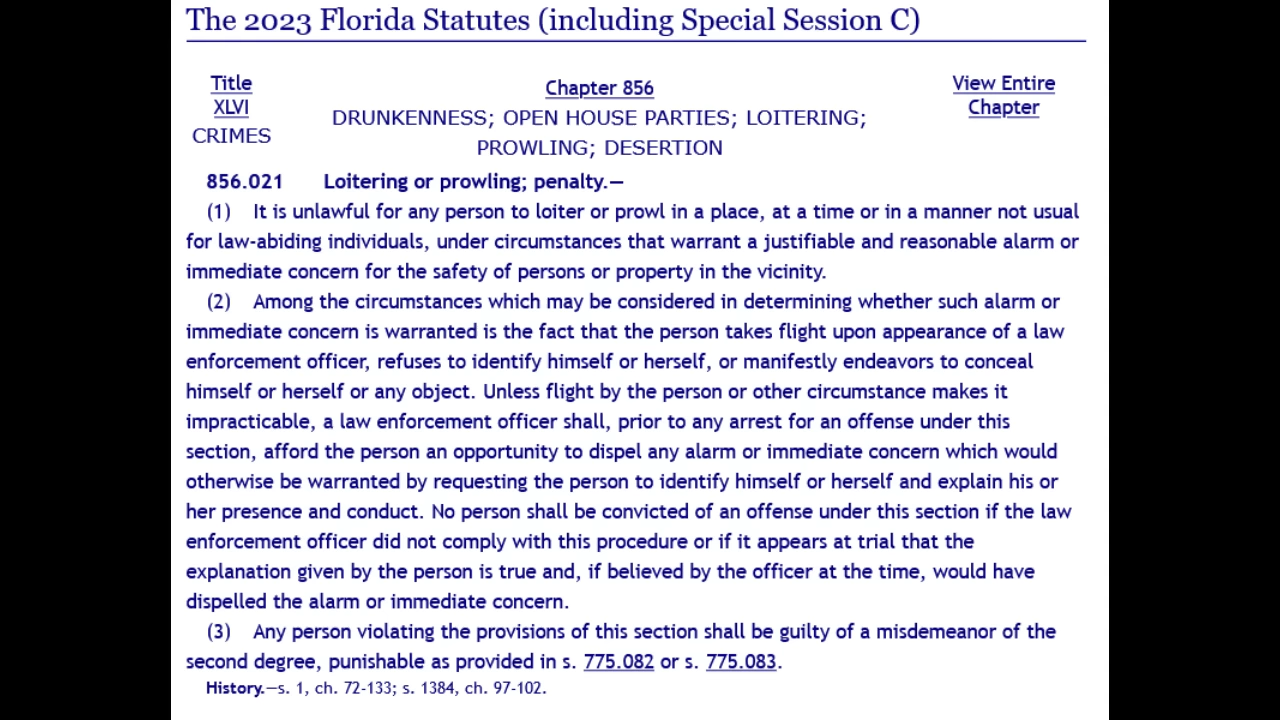 The 2023 Florida Statutes (including Special Session C)
Title
XLVI
CRIMES
Chapter 856
DRUNKENNESS; OPEN HOUSE PARTIES; LOITERING;
PROWLING; DESERTION
View Entire
Chapter
856.021 Loitering or prowling; penalty.—
(1) It is unlawful for any person to loiter or prowl in a place, at a time or in a manner not usual
for law-abiding individuals, under circumstances that warrant a justifiable and reasonable alarm or
immediate concern for the safety of persons or property in the vicinity.
(2) Among the circumstances which may be considered in determining whether such alarm or
immediate concern is warranted is the fact that the person takes flight upon appearance of a law
enforcement officer, refuses to identify himself or herself, or manifestly endeavors to conceal
himself or herself or any object. Unless flight by the person or other circumstance makes it
impracticable, a law enforcement officer shall, prior to any arrest for an offense under this
section, afford the person an opportunity to dispel any alarm or immediate concern which would
otherwise be warranted by requesting the person to identify himself or herself and explain his or
her presence and conduct. No person shall be convicted of an offense under this section if the law
enforcement officer did not comply with this procedure or if it appears at trial that the
explanation given by the person is true and, if believed by the officer at the time, would have
dispelled the alarm or immediate concern.
(3) Any person violating the provisions of this section shall be guilty of a misdemeanor of the
second degree, punishable as provided in s. 775.082 or s. 775.083.
History.—s. 1, ch. 72-133; s. 1384, ch. 97-102.